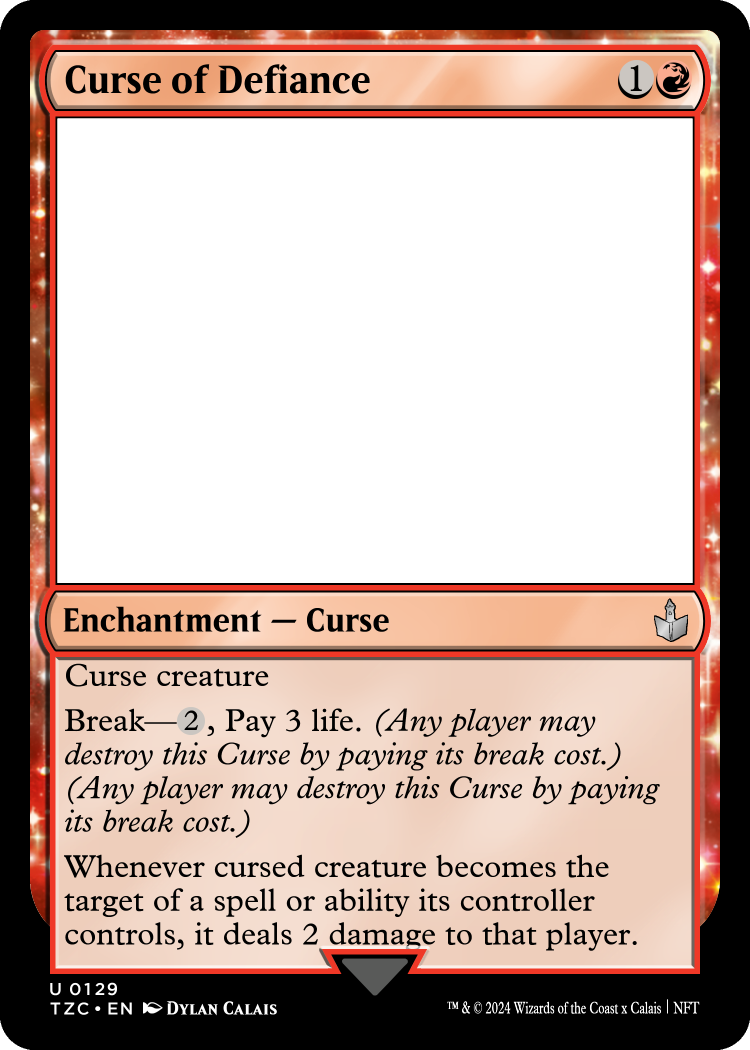 Curse of Defiance
1
Enchantment — Curse
Curse creature
Break—2, Pay 3 life. (Any player may
destroy this Curse by paying its break cost.)
(Any player may destroy this Curse by paying
its break cost.)
Whenever cursed creature becomes the
target of a spell or ability its controller
controls, it deals 2 damage to that player.
U 0129
TZC • EN Dylan Calais
™ & © 2024 Wizards of the Coast x Calais | NFT